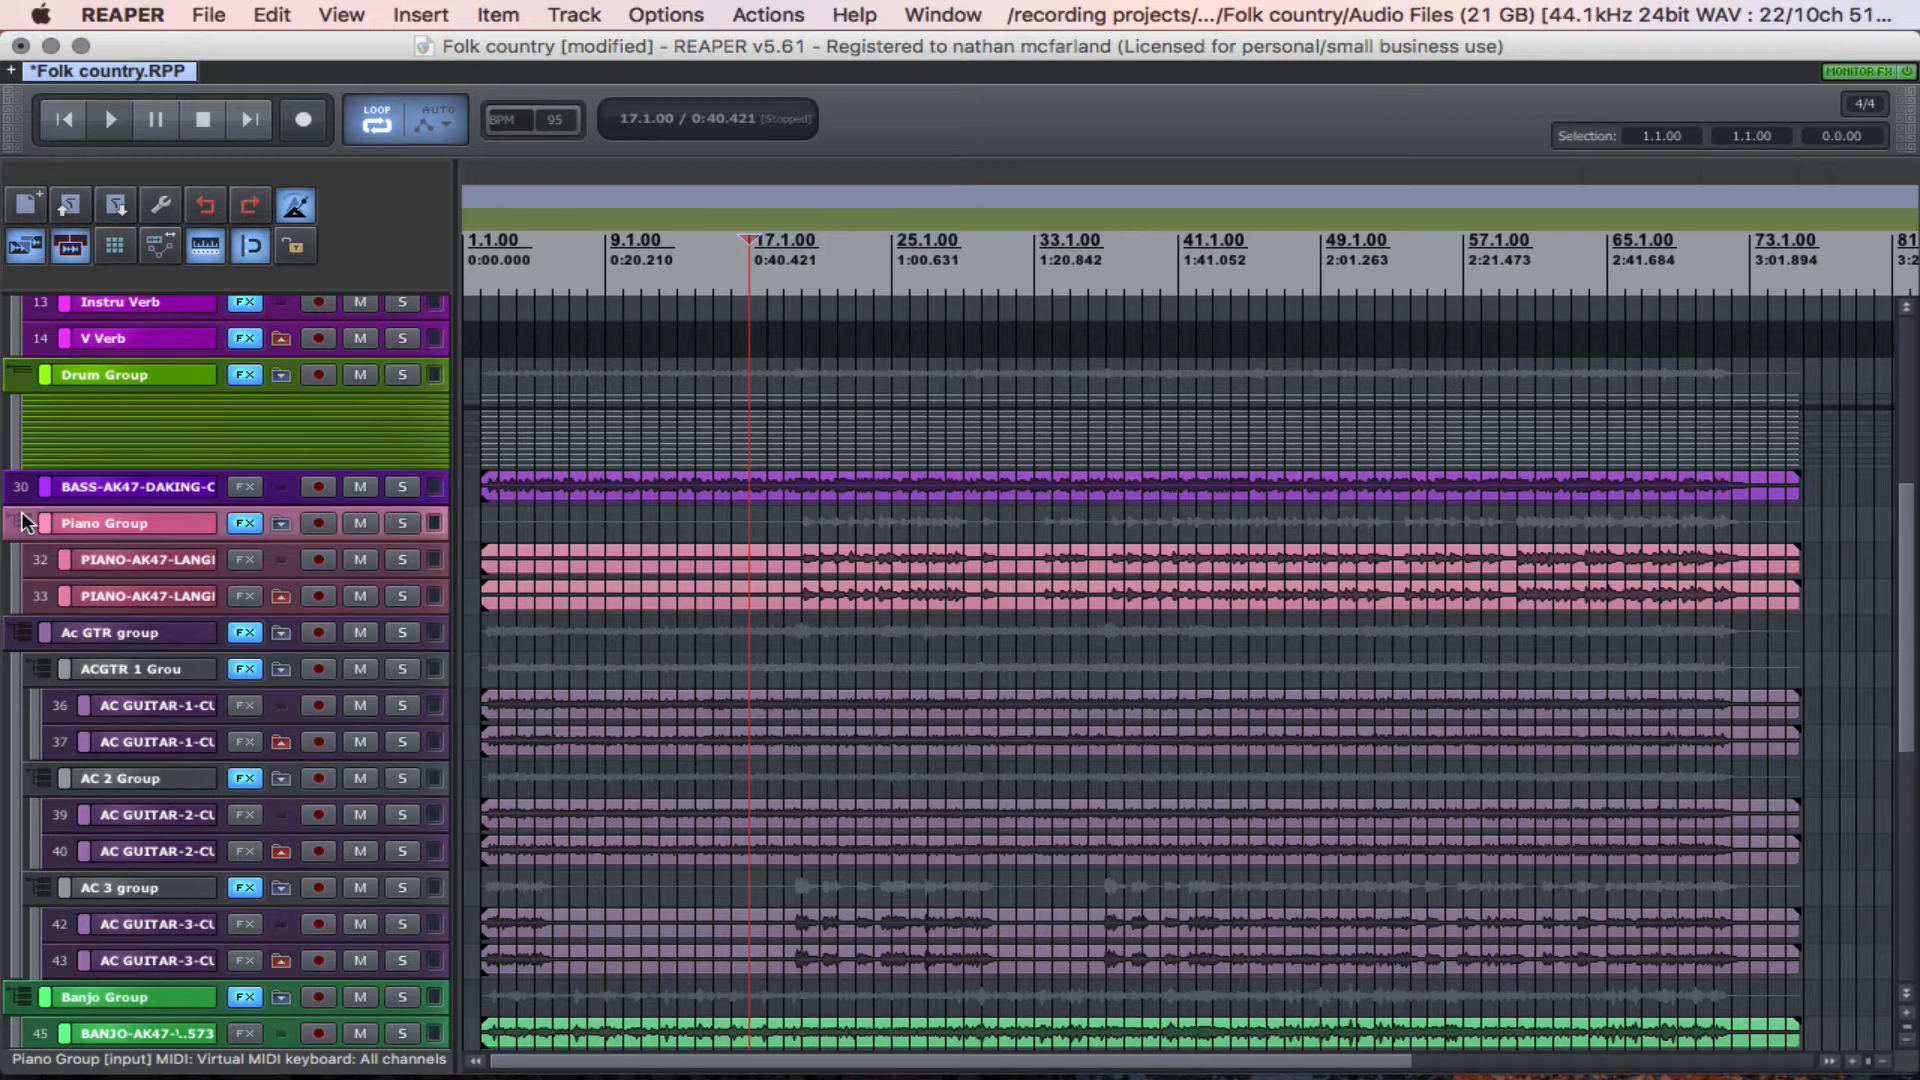 REAPER File Edit View Insert Item Track Options Actions Help Window /recording projects/.../Folk country/Audio Files (21 GB) [44.1kHz 24bit WAV : 22/10ch 51...
Folk country [modified] - REAPER v5.61 - Registered to nathan mcfarland (Licensed for personal/small business use)
+ *Folk country.RPP MONITOR FX
LOOP AUTO BPM 95 17.1.00 / 0:40.421 [Stopped] 4/4
Selection: 1.1.00 1.1.00 0.0.00
1.1.00 9.1.00 17.1.00 25.1.00 33.1.00 41.1.00 49.1.00 57.1.00 65.1.00 73.1.00 81
0:00.000 0:20.210 0:40.421 1:00.631 1:20.842 1:41.052 2:01.263 2:21.473 2:41.684 3:01.894 3:2
13 Instru Verb FX M S
14 V Verb FX M S
Drum Group FX M S
30 BASS-AK47-DAKING-C FX M S
Piano Group FX M S
32 PIANO-AK47-LANGI FX M S
33 PIANO-AK47-LANGI FX M S
Ac GTR group FX M S
ACGTR 1 Grou FX M S
36 AC GUITAR-1-CU FX M S
37 AC GUITAR-1-CU FX M S
AC 2 Group FX M S
39 AC GUITAR-2-CU FX M S
40 AC GUITAR-2-CU FX M S
AC 3 group FX M S
42 AC GUITAR-3-CU FX M S
43 AC GUITAR-3-CU FX M S
Banjo Group FX M S
45 BANJO-AK47-\..573 FX M S
Piano Group [input] MIDI: Virtual MIDI keyboard: All channels